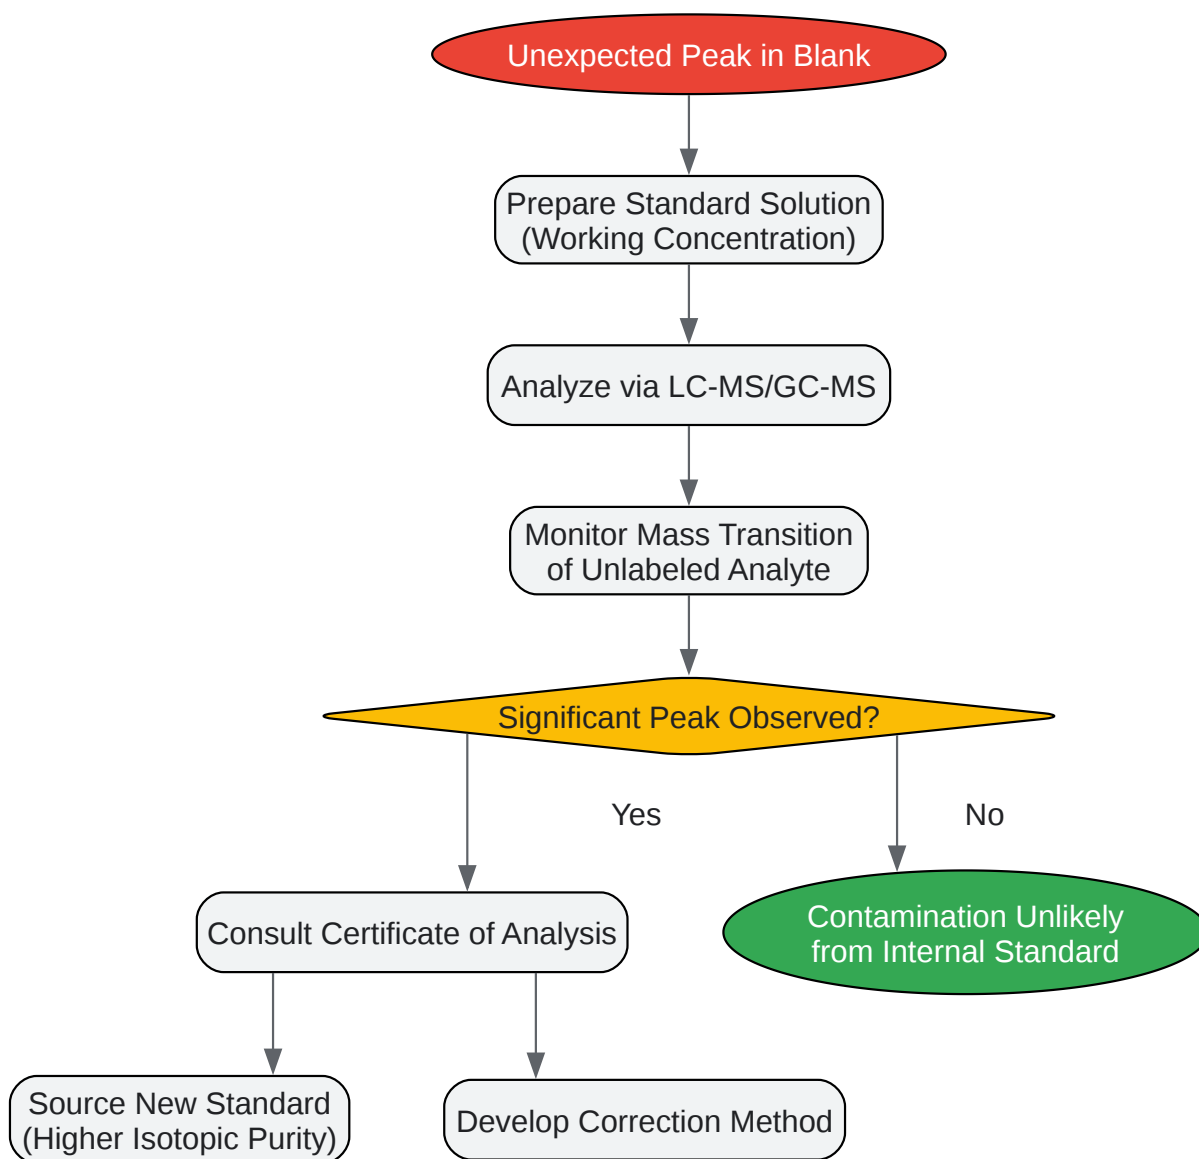 Unexpected Peak in Blank
Prepare Standard Solution
(Working Concentration)
Analyze via LC-MS/GC-MS
Monitor Mass Transition
of Unlabeled Analyte
Significant Peak Observed?
Yes
No
Consult Certificate of Analysis
Contamination Unlikely
from Internal Standard
Source New Standard
(Higher Isotopic Purity)
Develop Correction Method